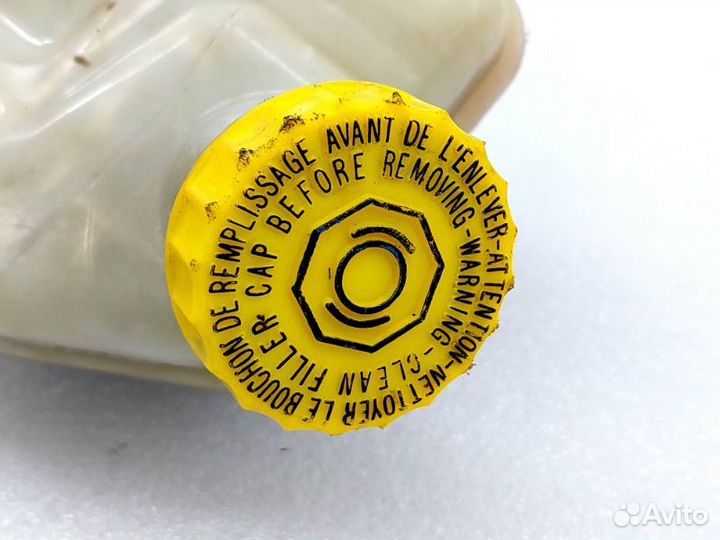 ATTENTION-NETTOYER LE BOUCHON DE REMPLISSAGE AVANT DE L'ENLEVER-
WARNING-CLEAN FILLER CAP BEFORE REMOVING-
Avito